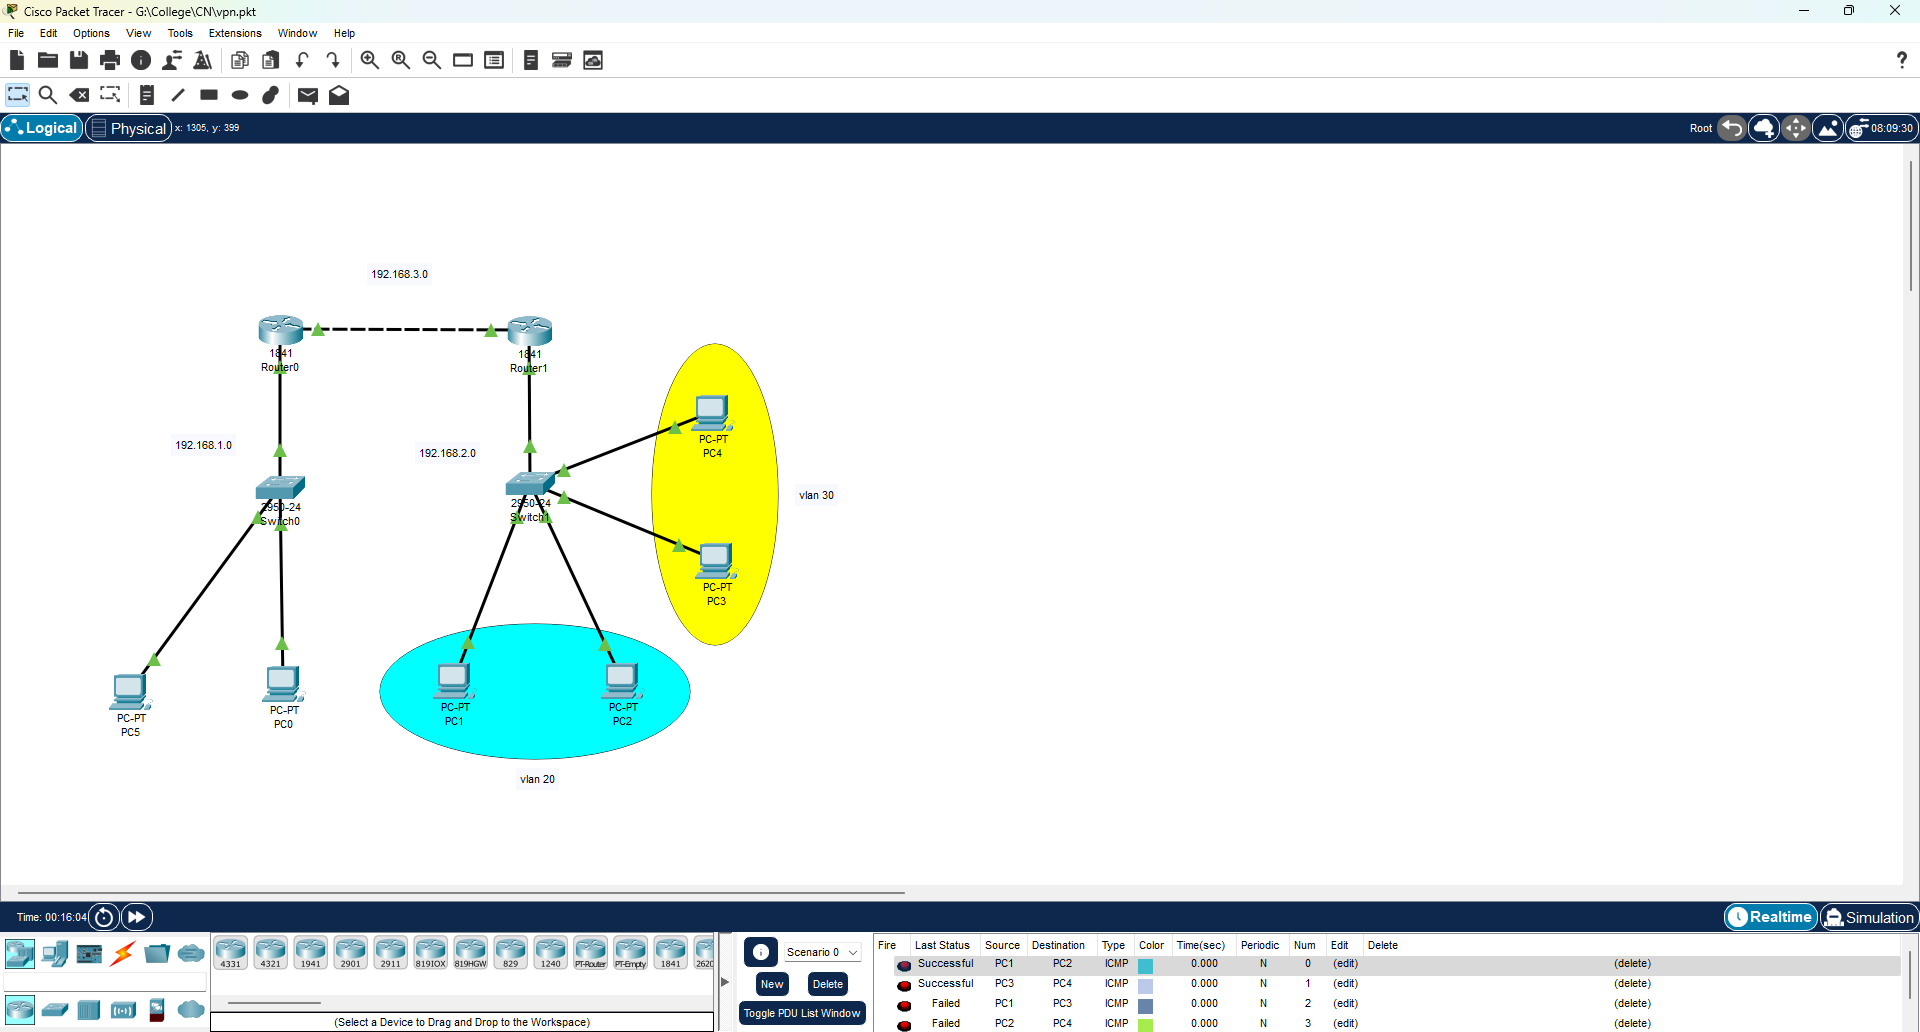 Cisco Packet Tracer - G:\College\CN\vpn.pkt
File Edit Options View Tools Extensions Window Help
Logical Physical x: 1305, y: 399 Root 08:09:30
192.168.3.0
1841
Router0
1841
Router1
192.168.1.0
192.168.2.0
2950-24
Switch0
2950-24
Switch1
PC-PT
PC4
vlan 30
PC-PT
PC3
PC-PT
PC5
PC-PT
PC0
PC-PT
PC1
PC-PT
PC2
vlan 20
Time: 00:16:04 Realtime Simulation
4331 4321 1941 2901 2911 819IOX 819HGW 829 1240 PT-Router PT-Empty 1841 2620
(Select a Device to Drag and Drop to the Workspace)
Scenario 0
New Delete
Toggle PDU List Window
Fire Last Status Source Destination Type Color Time(sec) Periodic Num Edit Delete
Successful PC1 PC2 ICMP 0.000 N 0 (edit) (delete)
Successful PC3 PC4 ICMP 0.000 N 1 (edit) (delete)
Failed PC1 PC3 ICMP 0.000 N 2 (edit) (delete)
Failed PC2 PC4 ICMP 0.000 N 3 (edit) (delete)